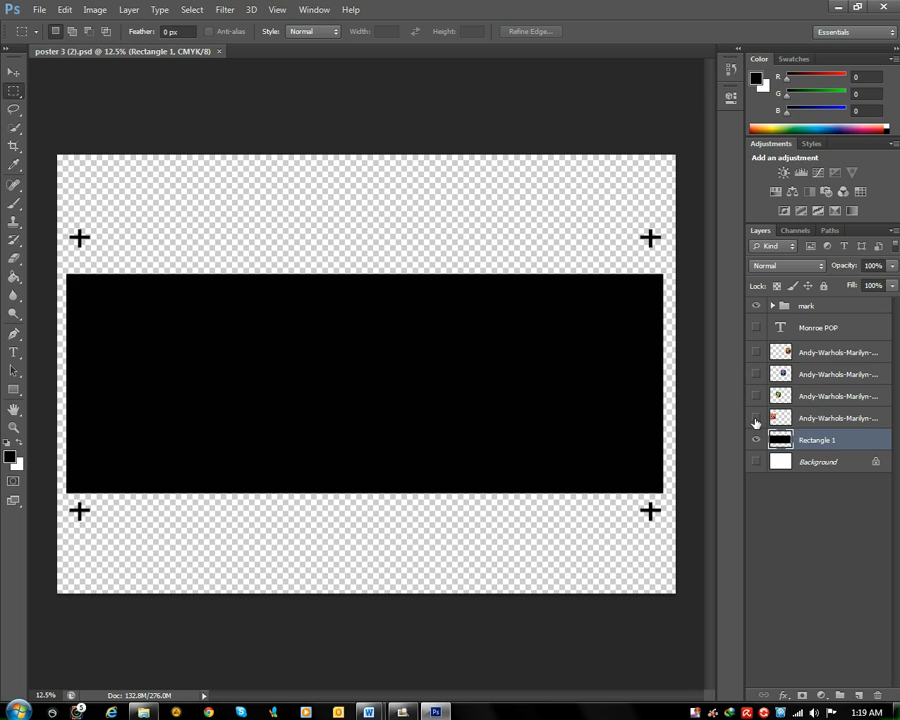 Ps File Edit Image Layer Type Select Filter 3D View Window Help
Feather: 0 px Anti-alias Style: Normal Width: Height: Refine Edge... Essentials
poster 3 (2).psd @ 12.5% (Rectangle 1, CMYK/8) ×
Color Swatches
R 0
G 0
B 0
Adjustments Styles
Add an adjustment
Layers Channels Paths
Kind
Normal Opacity: 100%
Lock: Fill: 100%
mark
T Monroe POP
Andy-Warhols-Marilyn-...
Andy-Warhols-Marilyn-...
Andy-Warhols-Marilyn-...
Andy-Warhols-Marilyn-...
Rectangle 1
Background
12.5% Doc: 132.8M/276.0M
1:19 AM